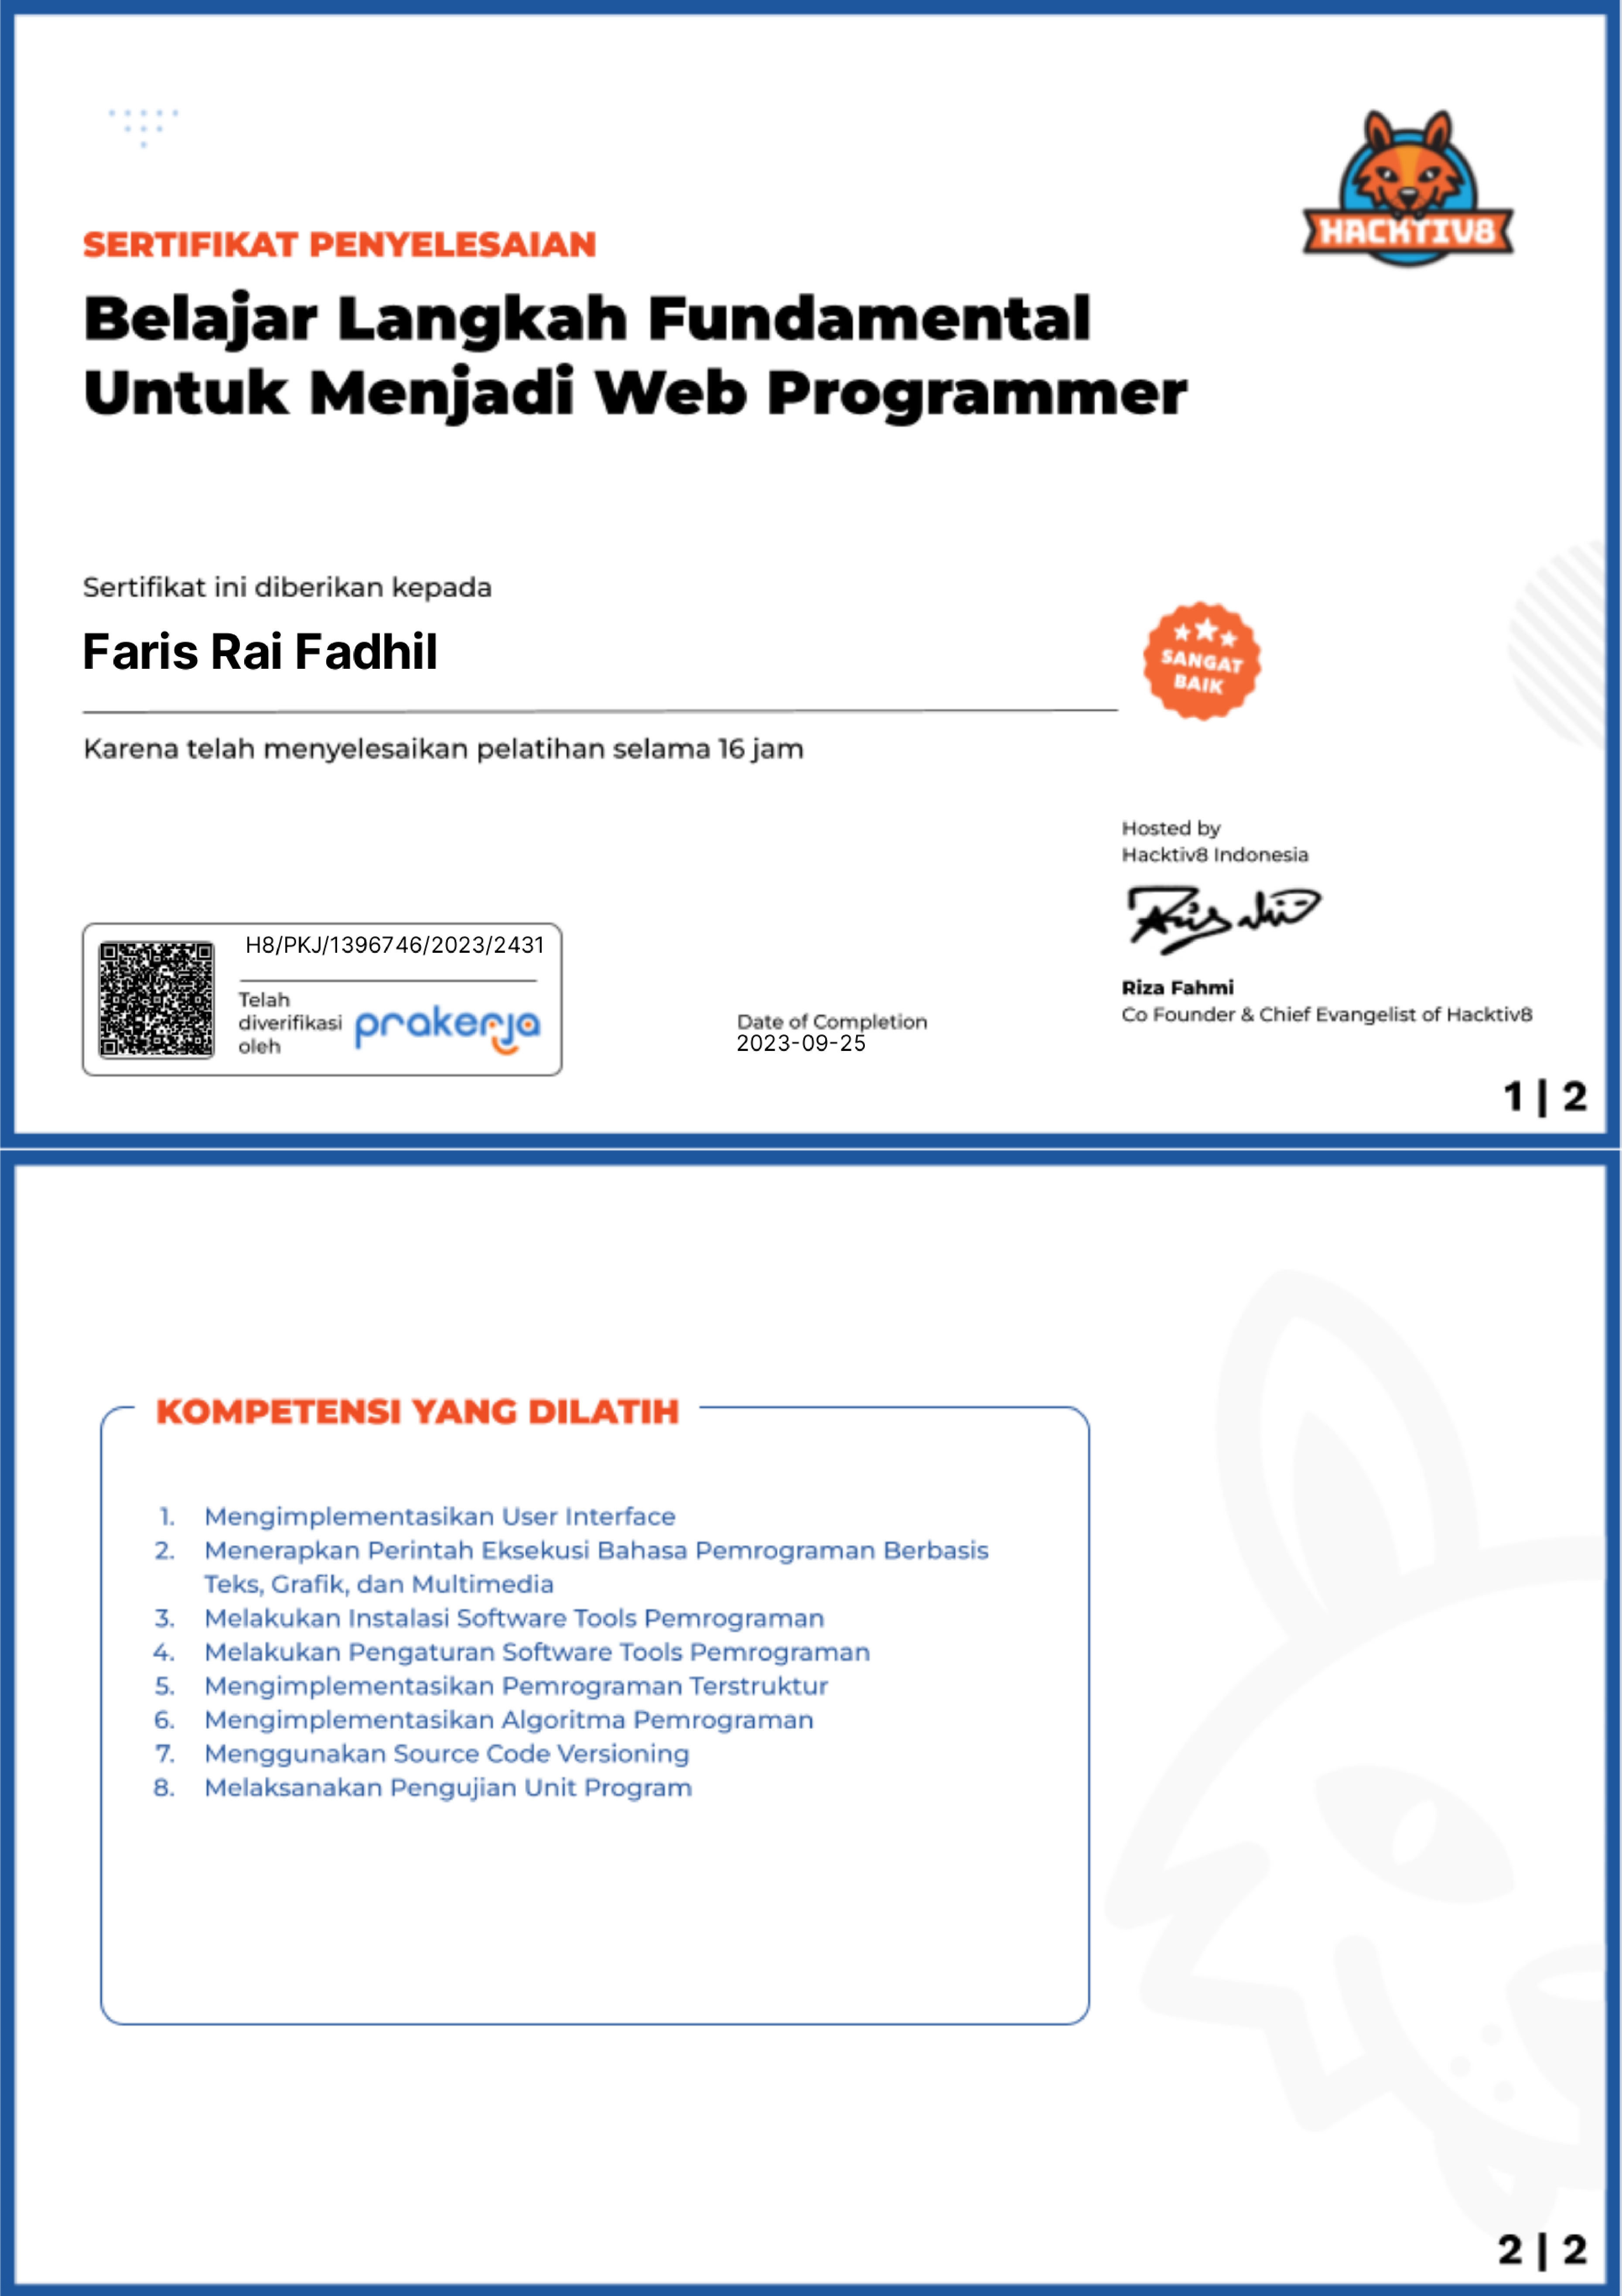 HACKTIV8
SERTIFIKAT PENYELESAIAN
Belajar Langkah Fundamental
Untuk Menjadi Web Programmer
Sertifikat ini diberikan kepada
Faris Rai Fadhil
SANGAT
BAIK
Karena telah menyelesaikan pelatihan selama 16 jam
Hosted by
Hacktiv8 Indonesia
Riza Fahmi
Co Founder & Chief Evangelist of Hacktiv8
H8/PKJ/1396746/2023/2431
Telah
diverifikasi
oleh
prakerja
Date of Completion
2023-09-25
1 | 2
KOMPETENSI YANG DILATIH
1. Mengimplementasikan User Interface
2. Menerapkan Perintah Eksekusi Bahasa Pemrograman Berbasis
Teks, Grafik, dan Multimedia
3. Melakukan Instalasi Software Tools Pemrograman
4. Melakukan Pengaturan Software Tools Pemrograman
5. Mengimplementasikan Pemrograman Terstruktur
6. Mengimplementasikan Algoritma Pemrograman
7. Menggunakan Source Code Versioning
8. Melaksanakan Pengujian Unit Program
2 | 2